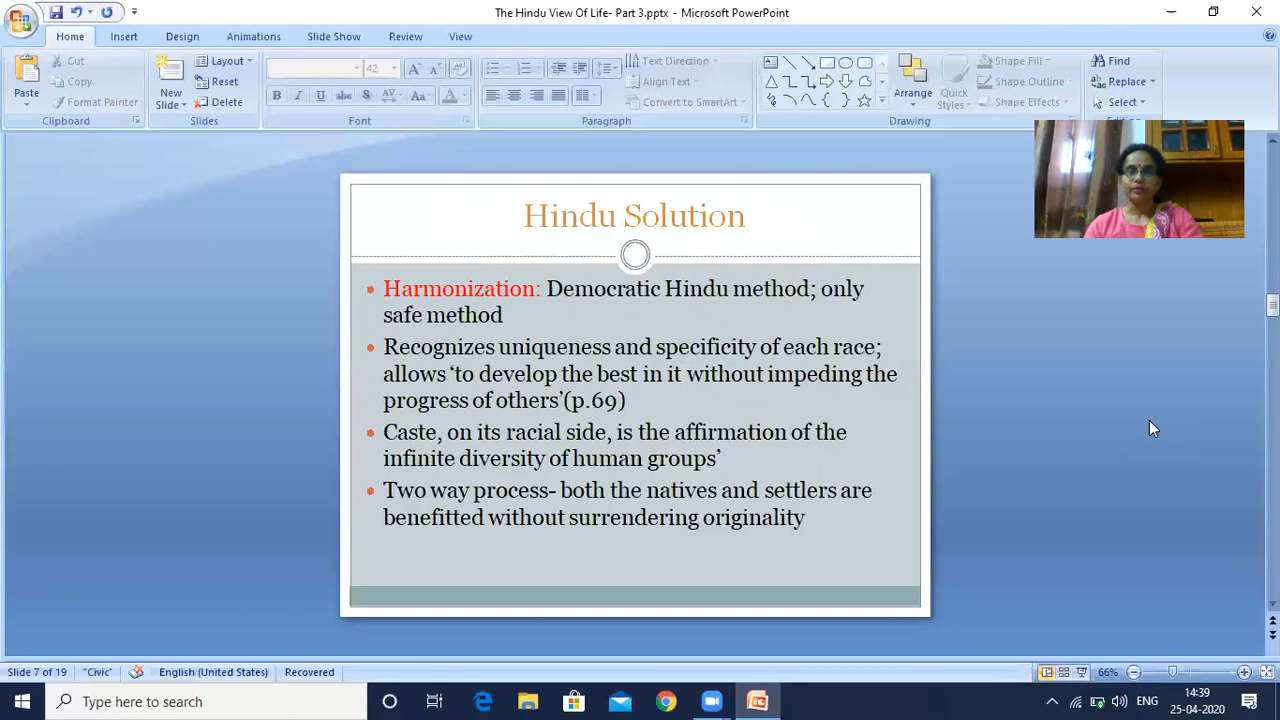 The Hindu View Of Life- Part 3.pptx - Microsoft PowerPoint
Home Insert Design Animations Slide Show Review View
Paste
Cut
Copy
Format Painter
Clipboard
New Slide
Layout
Reset
Delete
Slides
42
B I U abc S AV Aa A
Font
Text Direction
Align Text
Convert to SmartArt
Paragraph
Arrange
Quick Styles
Shape Fill
Shape Outline
Shape Effects
Drawing
Find
Replace
Select
Hindu Solution
• Harmonization: Democratic Hindu method; only
safe method
• Recognizes uniqueness and specificity of each race;
allows ‘to develop the best in it without impeding the
progress of others’(p.69)
• Caste, on its racial side, is the affirmation of the
infinite diversity of human groups’
• Two way process- both the natives and settlers are
benefitted without surrendering originality
Slide 7 of 19 "Civic" English (United States) Recovered 66%
Type here to search
ENG
14:39
25-04-2020